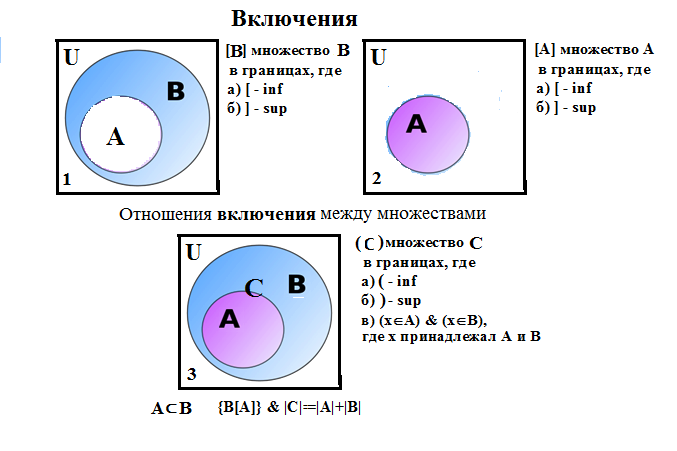 Включения
U
B
A
1
[B] множество B
в границах, где
а) [ - inf
б) ] - sup
U
A
2
[A] множество A
в границах, где
а) [ - inf
б) ] - sup
Отношения включения между множествами
U
C
B
A
3
(C) множество C
в границах, где
а) ( - inf
б) ) - sup
в) (x∈A) & (x∈B),
где x принадлежал A и B
A⊂B
{B[A]} & |C|=|A|+|B|